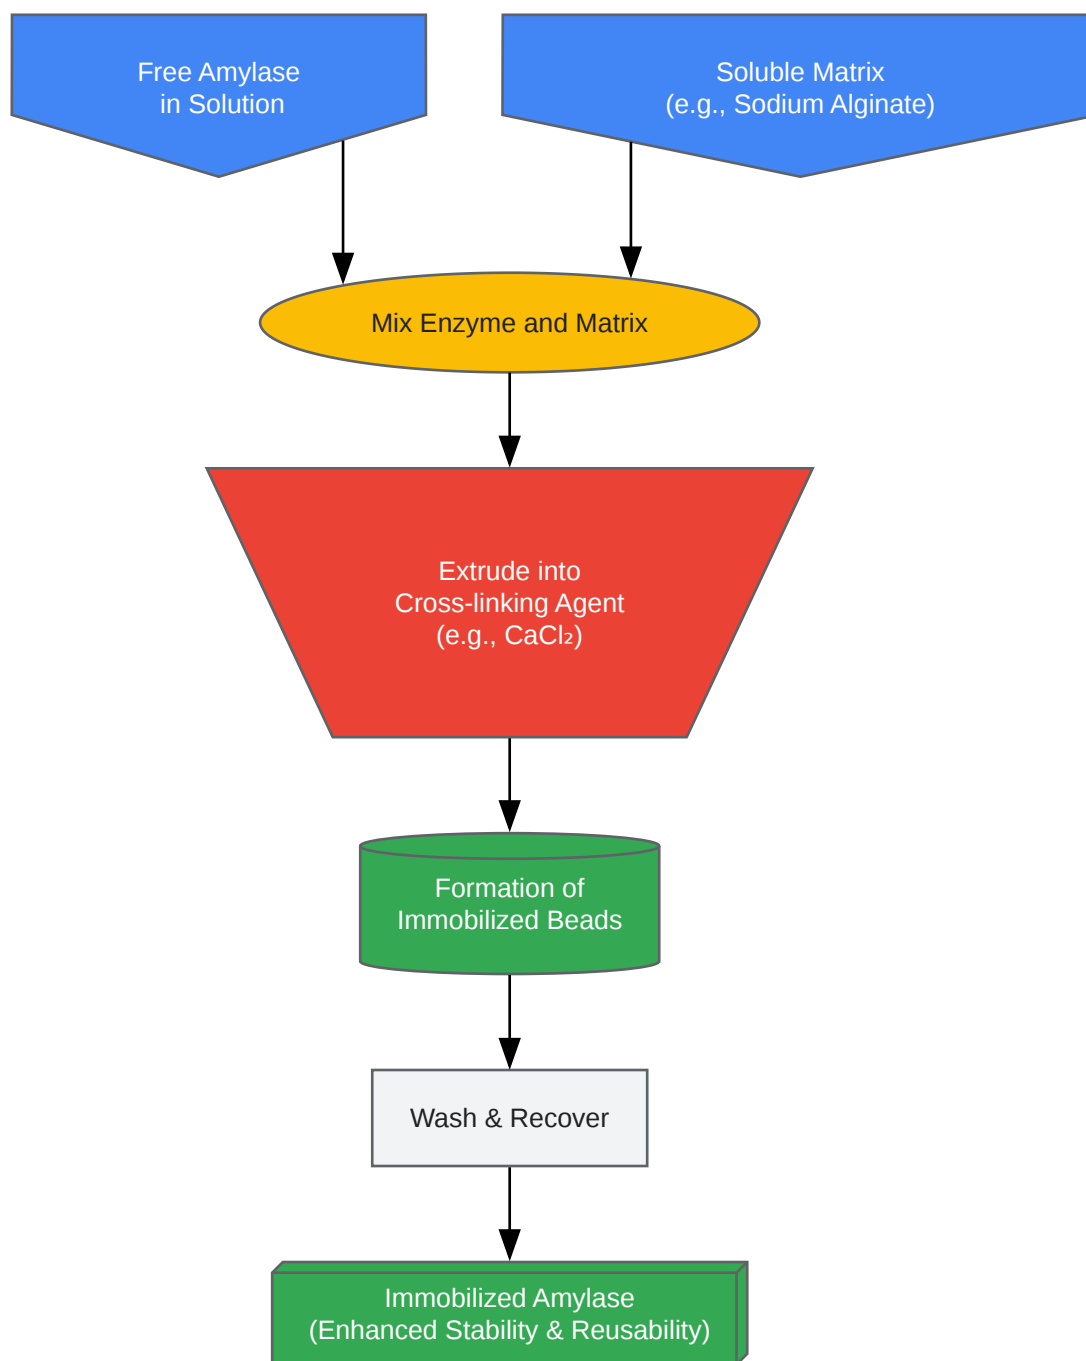 Free Amylase
in Solution
Soluble Matrix
(e.g., Sodium Alginate)
Mix Enzyme and Matrix
Extrude into
Cross-linking Agent
(e.g., CaCl₂)
Formation of
Immobilized Beads
Wash & Recover
Immobilized Amylase
(Enhanced Stability & Reusability)